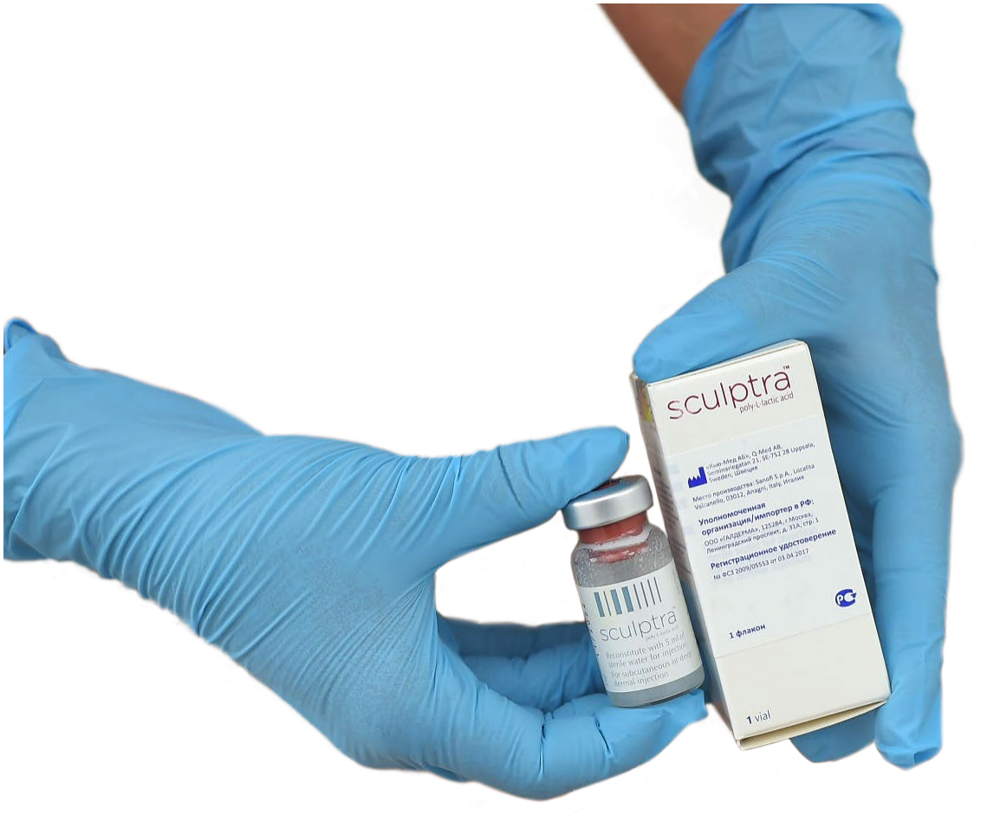 sculptra™
poly-L-lactic acid
«Кью-Мед АБ», Q-Med AB,
Seminariegatan 21, SE-752 28 Uppsala,
Sweden, Швеция
Место производства: Sanofi S.p.A., Localita
Valcanello, 03012, Anagni, Italy, Италия
Уполномоченная
организация/импортер в РФ:
ООО «ГАЛДЕРМА», 125284, г.Москва,
Ленинградский проспект, д. 31А, стр. 1
Регистрационное удостоверение
№ ФСЗ 2009/05553 от 03.04.2017
1 флакон
1 vial
sculptra™
poly-L-lactic acid
Reconstitute with 5 ml of
sterile water for injection.
For subcutaneous or deep
dermal injection